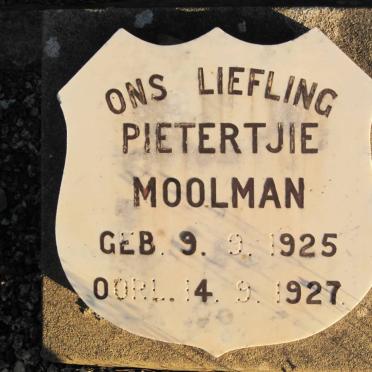 ONS LIEFLING
PIETERTJIE
MOOLMAN
GEB. 9. 9. 1925
OORL. 14. 9. 1927.